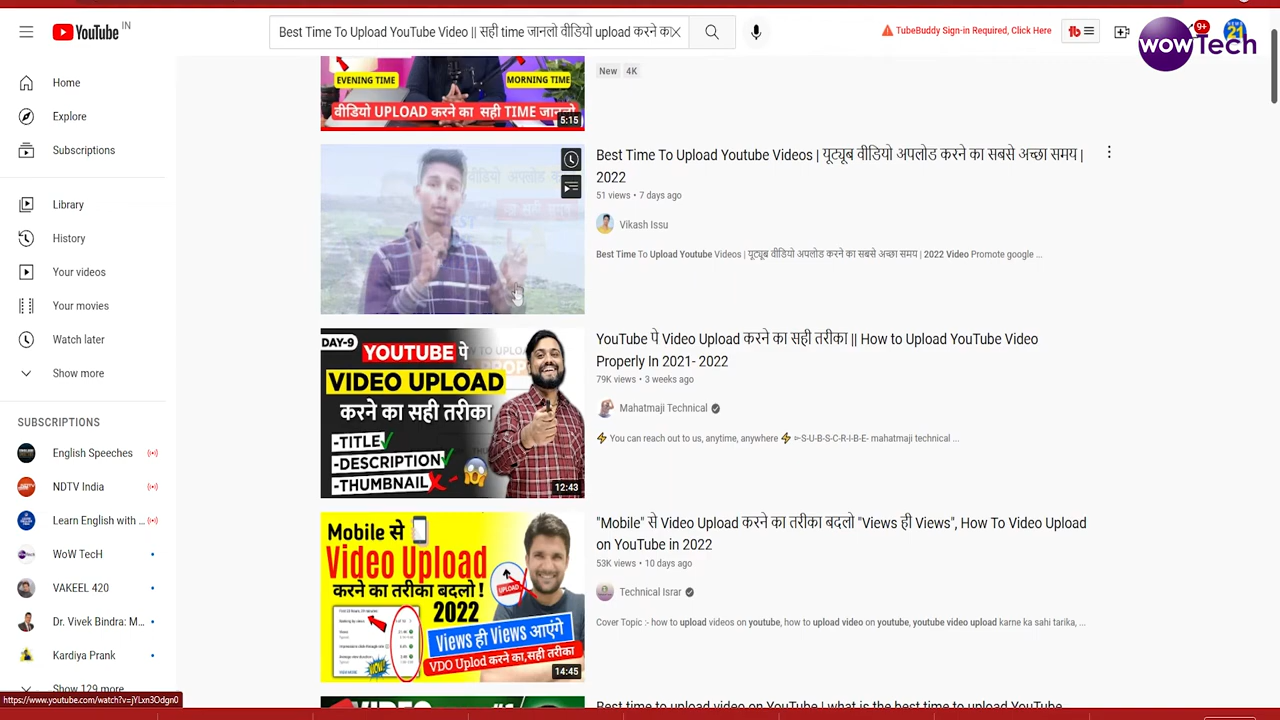 YouTube IN
Best Time To Upload YouTube Video || सही time जानलो वीडियो upload करने का
TubeBuddy Sign-in Required, Click Here
9+
WOWTech
Home
Explore
Subscriptions
Library
History
Your videos
Your movies
Watch later
Show more
SUBSCRIPTIONS
English Speeches
NDTV India
Learn English with ...
WoW TecH
VAKEEL 420
Dr. Vivek Bindra: M...
Kardiya Prank
Show 129 more
https://www.youtube.com/watch?v=jYLxn3Odgn0
EVENING TIME
MORNING TIME
वीडियो UPLOAD करने का सही TIME जानलो
5:15
New 4K
Best Time To Upload Youtube Videos | यूट्यूब वीडियो अपलोड करने का सबसे अच्छा समय |
2022
51 views • 7 days ago
Vikash Issu
Best Time To Upload Youtube Videos | यूट्यूब वीडियो अपलोड करने का सबसे अच्छा समय | 2022 Video Promote google ...
DAY-9
YOUTUBE पे
VIDEO UPLOAD
करने का सही तरीका
-TITLE
-DESCRIPTION
-THUMBNAIL
12:43
YouTube पे Video Upload करने का सही तरीका || How to Upload YouTube Video
Properly In 2021- 2022
79K views • 3 weeks ago
Mahatmaji Technical
You can reach out to us, anytime, anywhere ⚡ ➳S-U-B-S-C-R-I-B-E- mahatmaji technical ...
Mobile से
Video Upload
करने का तरीका बदलो !
2022
UPLOAD
Views ही Views आएंगे
VDO Uplod करने का,सही तरीका
WOW!
14:45
"Mobile" से Video Upload करने का तरीका बदलो "Views ही Views", How To Video Upload
on YouTube in 2022
53K views • 10 days ago
Technical Israr
Cover Topic :- how to upload videos on youtube, how to upload video on youtube, youtube video upload karne ka sahi tarika, ...
Best time to upload video on YouTube | what is the best time to upload YouTube